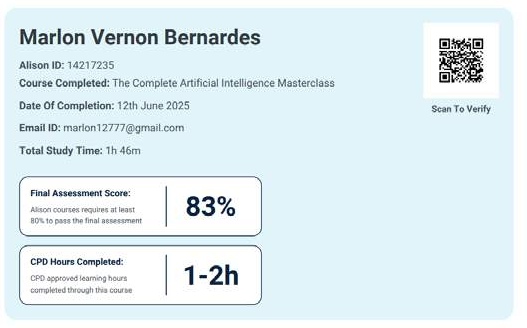 Marlon Vernon Bernardes
Alison ID: 14217235
Course Completed: The Complete Artificial Intelligence Masterclass
Date Of Completion: 12th June 2025
Email ID: marlon12777@gmail.com
Total Study Time: 1h 46m
Scan To Verify
Final Assessment Score:
Alison courses requires at least
80% to pass the final assessment
83%
CPD Hours Completed:
CPD approved learning hours
completed through this course
1-2h